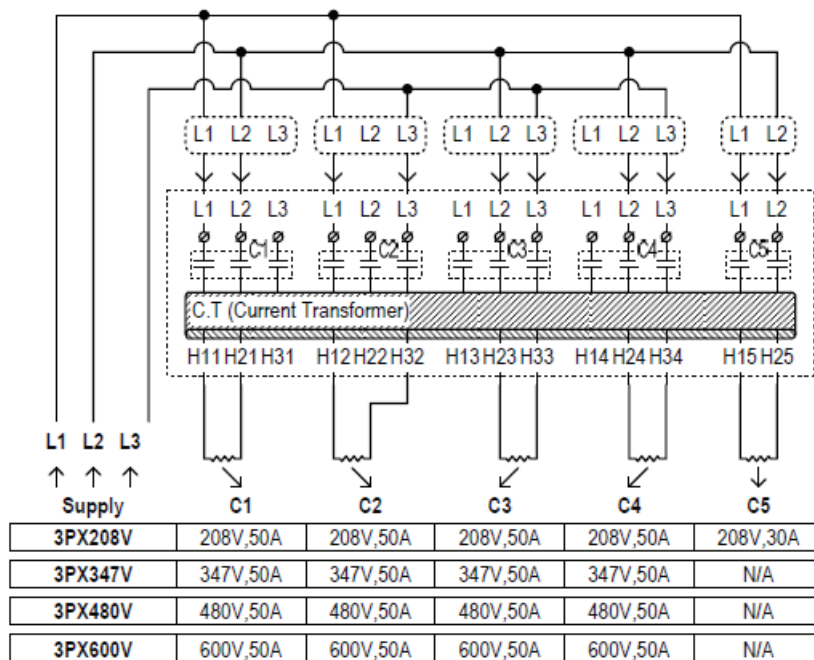 L1 L2 L3 L1 L2 L3 L1 L2 L3 L1 L2 L3 L1 L2
L1 L2 L3 L1 L2 L3 L1 L2 L3 L1 L2 L3 L1 L2
C1 C2 C3 C4 C5
C.T (Current Transformer)
H11 H21 H31 H12 H22 H32 H13 H23 H33 H14 H24 H34 H15 H25
L1 L2 L3
Supply C1 C2 C3 C4 C5
3PX208V 208V,50A 208V,50A 208V,50A 208V,50A 208V,30A
3PX347V 347V,50A 347V,50A 347V,50A 347V,50A N/A
3PX480V 480V,50A 480V,50A 480V,50A 480V,50A N/A
3PX600V 600V,50A 600V,50A 600V,50A 600V,50A N/A